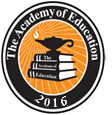 The Academy of Education
The
Academy of
Education
2016